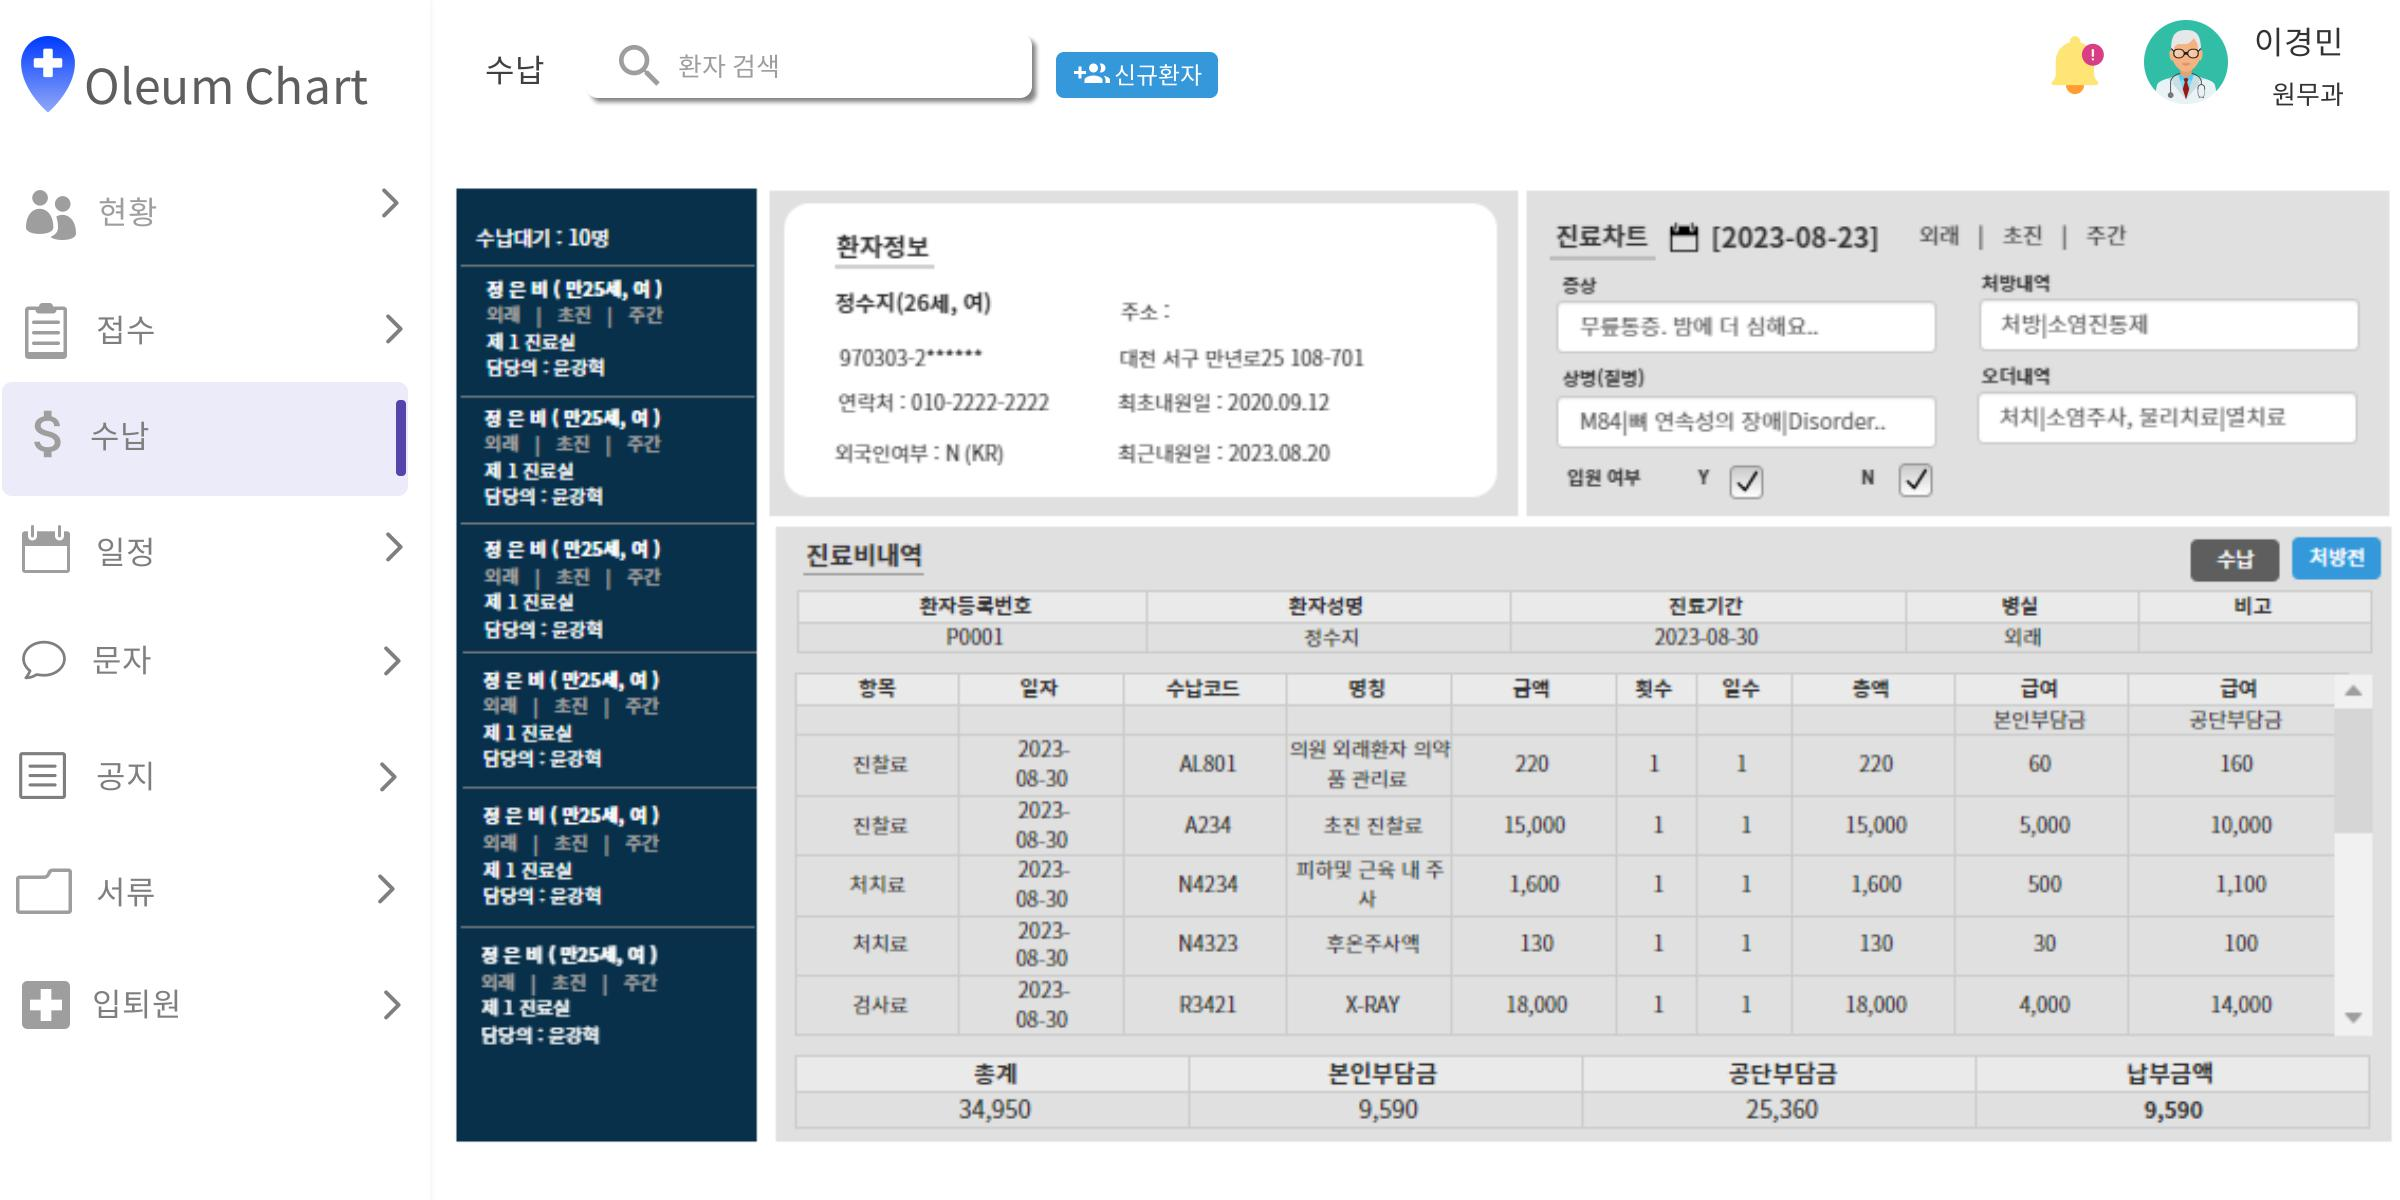 Oleum Chart
현황
접수
수납
일정
문자
공지
서류
입퇴원
수납
환자 검색
신규환자
이경민
원무과
수납대기 : 10명
정 은 비 ( 만25세, 여 )
외래 | 초진 | 주간
제 1 진료실
담당의 : 윤강혁
정 은 비 ( 만25세, 여 )
외래 | 초진 | 주간
제 1 진료실
담당의 : 윤강혁
정 은 비 ( 만25세, 여 )
외래 | 초진 | 주간
제 1 진료실
담당의 : 윤강혁
정 은 비 ( 만25세, 여 )
외래 | 초진 | 주간
제 1 진료실
담당의 : 윤강혁
정 은 비 ( 만25세, 여 )
외래 | 초진 | 주간
제 1 진료실
담당의 : 윤강혁
정 은 비 ( 만25세, 여 )
외래 | 초진 | 주간
제 1 진료실
담당의 : 윤강혁
환자정보
정수지(26세, 여)
주소 :
970303-2******
대전 서구 만년로25 108-701
연락처 : 010-2222-2222
최초내원일 : 2020.09.12
외국인여부 : N (KR)
최근내원일 : 2023.08.20
진료차트 [2023-08-23] 외래 | 초진 | 주간
증상
처방내역
무릎통증. 밤에 더 심해요..
처방|소염진통제
상병(질병)
오더내역
M84|뼈 연속성의 장애|Disorder..
처치|소염주사, 물리치료|열치료
입원 여부 Y N
진료비내역
수납
처방전
환자등록번호 환자성명 진료기간 병실 비고
P0001 정수지 2023-08-30 외래
항목 일자 수납코드 명칭 금액 횟수 일수 총액 급여 급여
본인부담금 공단부담금
진찰료 2023-08-30 AL801 의원 외래환자 의약품 관리료 220 1 1 220 60 160
진찰료 2023-08-30 A234 초진 진찰료 15,000 1 1 15,000 5,000 10,000
처치료 2023-08-30 N4234 피하및 근육 내 주사 1,600 1 1 1,600 500 1,100
처치료 2023-08-30 N4323 후온주사액 130 1 1 130 30 100
검사료 2023-08-30 R3421 X-RAY 18,000 1 1 18,000 4,000 14,000
총계 본인부담금 공단부담금 납부금액
34,950 9,590 25,360 9,590